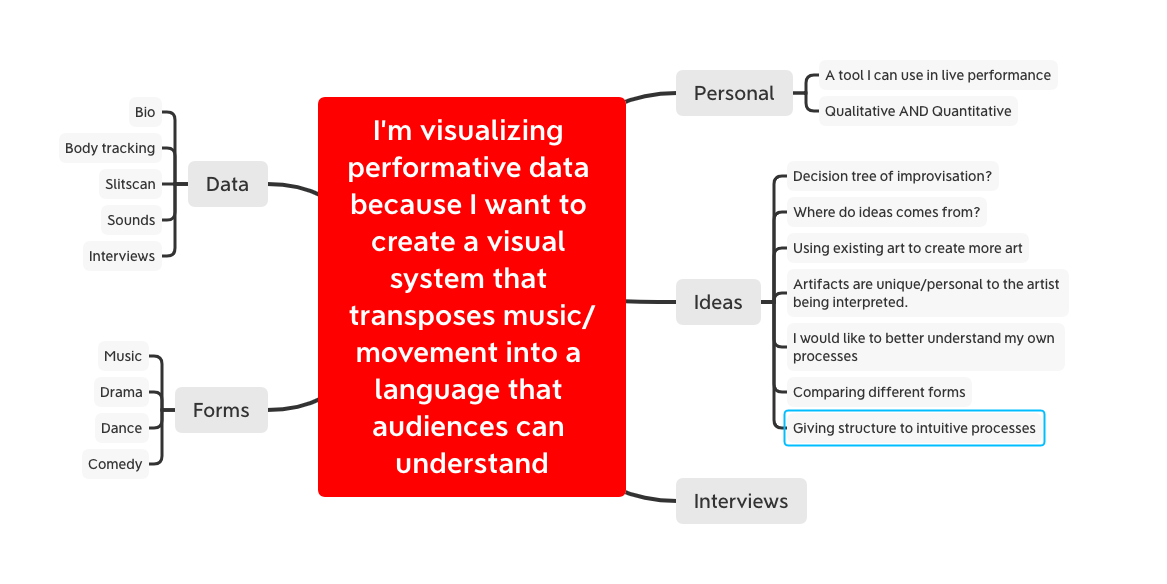 I'm visualizing
performative data
because I want to
create a visual
system that
transposes music/
movement into a
language that
audiences can
understand
Data
Bio
Body tracking
Slitscan
Sounds
Interviews
Forms
Music
Drama
Dance
Comedy
Personal
A tool I can use in live performance
Qualitative AND Quantitative
Ideas
Decision tree of improvisation?
Where do ideas comes from?
Using existing art to create more art
Artifacts are unique/personal to the artist
being interpreted.
I would like to better understand my own
processes
Comparing different forms
Giving structure to intuitive processes
Interviews